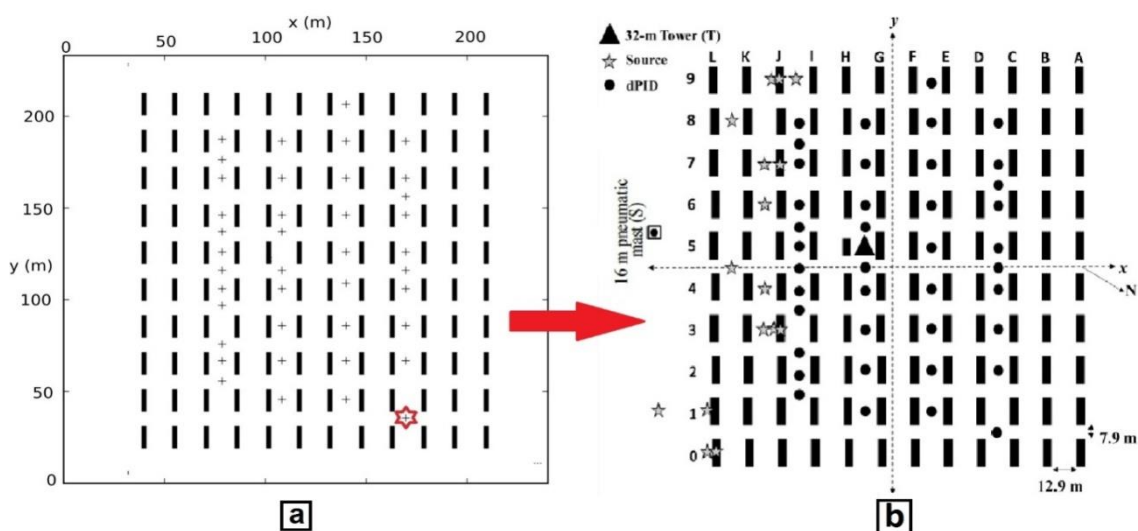 x (m)
0 50 100 150 200
200
150
y (m)
100
50
0
a
y
32-m Tower (T)
Source
dPID
L K J I H G F E D C B A
9
8
7
6
5
4
3
2
1
0
16 m pneumatic
mast (S)
x
N
7.9 m
12.9 m
b